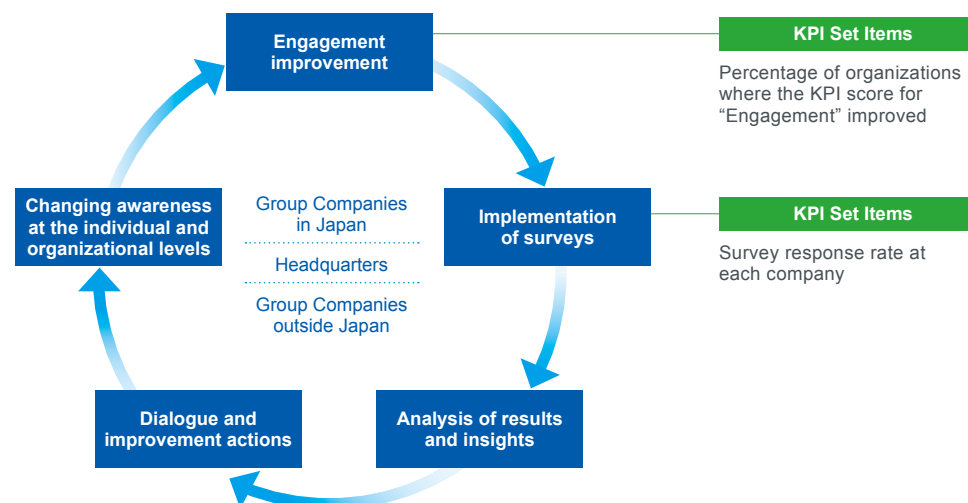 Engagement
improvement
KPI Set Items
Percentage of organizations
where the KPI score for
“Engagement” improved
Changing awareness
at the individual and
organizational levels
Group Companies
in Japan
Headquarters
Group Companies
outside Japan
Implementation
of surveys
KPI Set Items
Survey response rate at
each company
Dialogue and
improvement actions
Analysis of results
and insights